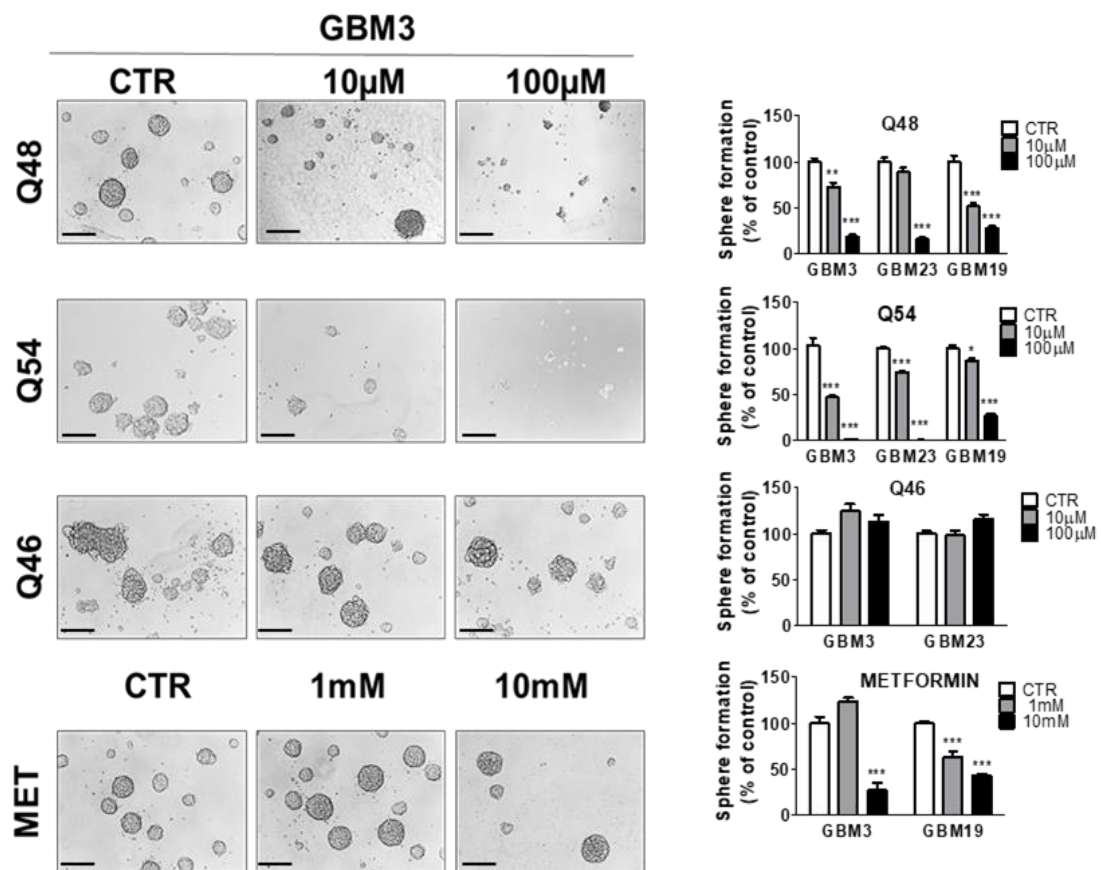 GBM3
CTR 10µM 100µM
Q48
Q54
Q46
CTR 1mM 10mM
MET
Sphere formation
(% of control)
150
100
50
0
Q48
CTR
10µM
100µM
** *** *** *** ***
GBM3 GBM23 GBM19
Sphere formation
(% of control)
150
100
50
0
Q54
CTR
10µM
100µM
*** *** *** *** * ***
GBM3 GBM23 GBM19
Sphere formation
(% of control)
150
100
50
0
Q46
CTR
10µM
100µM
GBM3 GBM23
Sphere formation
(% of control)
150
100
50
0
METFORMIN
CTR
1mM
10mM
*** *** ***
GBM3 GBM19